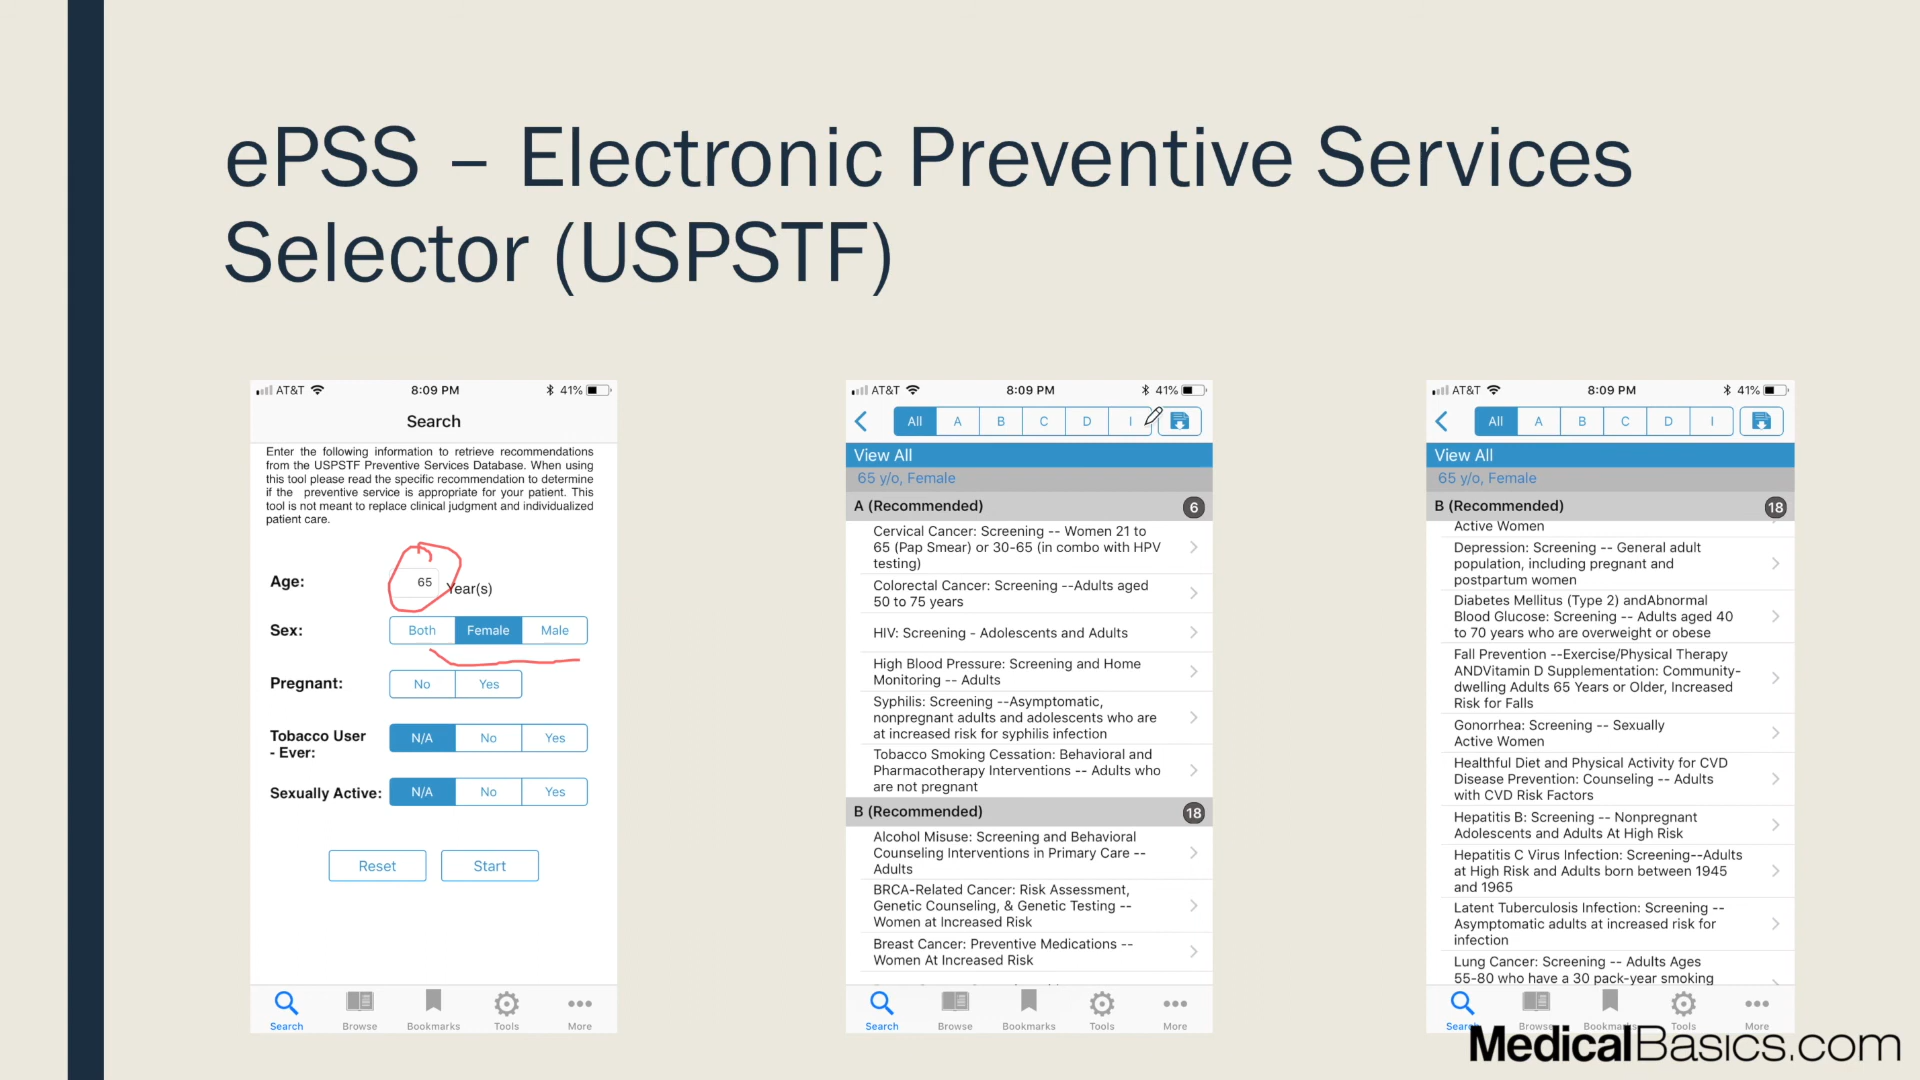 ePSS – Electronic Preventive Services
Selector (USPSTF)
AT&T 8:09 PM 41%
Search
Enter the following information to retrieve recommendations
from the USPSTF Preventive Services Database. When using
this tool please read the specific recommendation to determine
if the preventive service is appropriate for your patient. This
tool is not meant to replace clinical judgment and individualized
patient care.
Age: 65 Year(s)
Sex: Both Female Male
Pregnant: No Yes
Tobacco User
- Ever: N/A No Yes
Sexually Active: N/A No Yes
Reset Start
Search Browse Bookmarks Tools More
AT&T 8:09 PM 41%
All A B C D I
View All
65 y/o, Female
A (Recommended) 6
Cervical Cancer: Screening -- Women 21 to
65 (Pap Smear) or 30-65 (in combo with HPV
testing)
Colorectal Cancer: Screening --Adults aged
50 to 75 years
HIV: Screening - Adolescents and Adults
High Blood Pressure: Screening and Home
Monitoring -- Adults
Syphilis: Screening --Asymptomatic,
nonpregnant adults and adolescents who are
at increased risk for syphilis infection
Tobacco Smoking Cessation: Behavioral and
Pharmacotherapy Interventions -- Adults who
are not pregnant
B (Recommended) 18
Alcohol Misuse: Screening and Behavioral
Counseling Interventions in Primary Care --
Adults
BRCA-Related Cancer: Risk Assessment,
Genetic Counseling, & Genetic Testing --
Women at Increased Risk
Breast Cancer: Preventive Medications --
Women At Increased Risk
Search Browse Bookmarks Tools More
AT&T 8:09 PM 41%
All A B C D I
View All
65 y/o, Female
B (Recommended) 18
Active Women
Depression: Screening -- General adult
population, including pregnant and
postpartum women
Diabetes Mellitus (Type 2) andAbnormal
Blood Glucose: Screening -- Adults aged 40
to 70 years who are overweight or obese
Fall Prevention --Exercise/Physical Therapy
ANDVitamin D Supplementation: Community-
dwelling Adults 65 Years or Older, Increased
Risk for Falls
Gonorrhea: Screening -- Sexually
Active Women
Healthful Diet and Physical Activity for CVD
Disease Prevention: Counseling -- Adults
with CVD Risk Factors
Hepatitis B: Screening -- Nonpregnant
Adolescents and Adults At High Risk
Hepatitis C Virus Infection: Screening--Adults
at High Risk and Adults born between 1945
and 1965
Latent Tuberculosis Infection: Screening --
Asymptomatic adults at increased risk for
infection
Lung Cancer: Screening -- Adults Ages
55-80 who have a 30 pack-year smoking
Search Browse Bookmarks Tools More
MedicalBasics.com